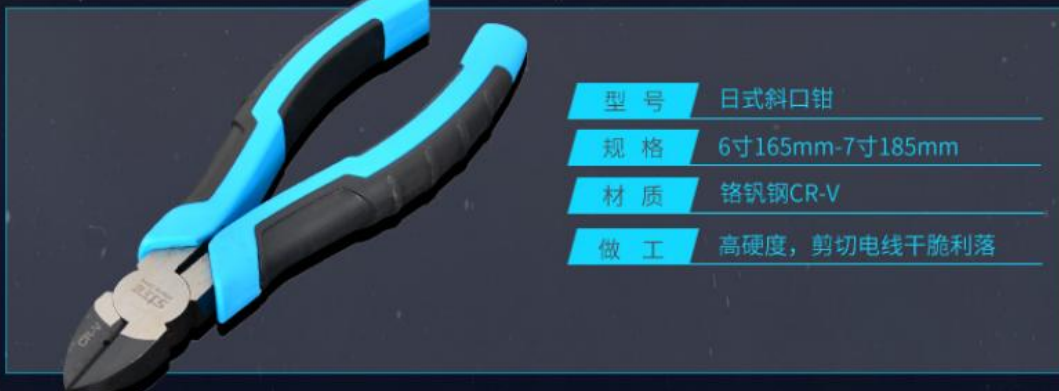 型号 日式斜口钳
规格 6寸165mm-7寸185mm
材质 铬钒钢CR-V
做工 高硬度，剪切电线干脆利落
CR-V